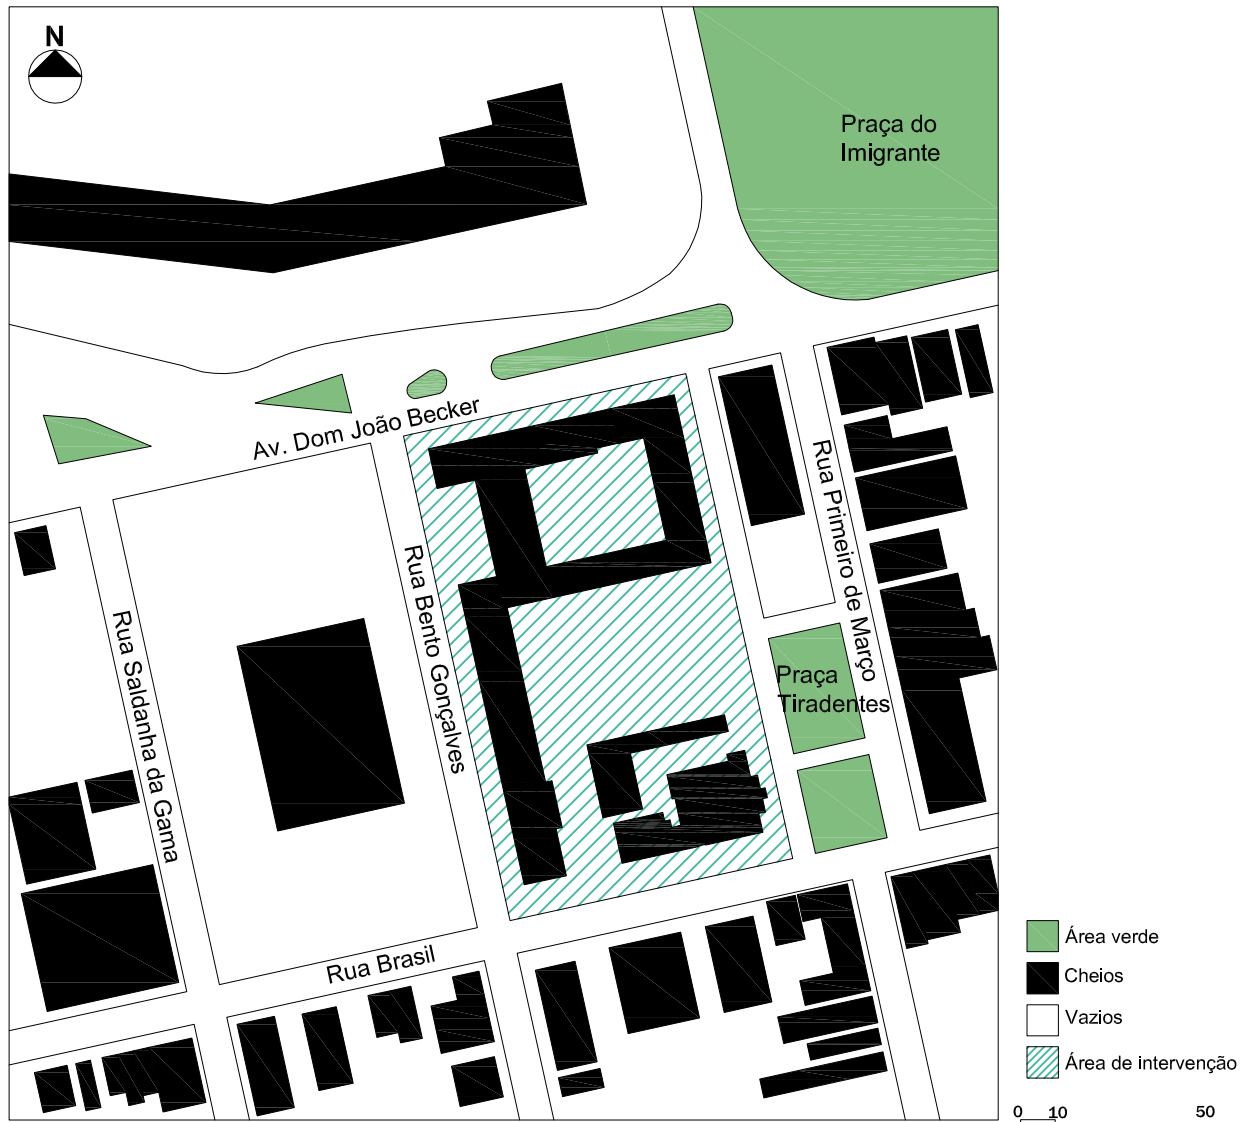 N
Praça do
Imigrante
Av. Dom João Becker
Rua Primeiro de Março
Rua Bento Gonçalves
Rua Saldanha da Gama
Praça
Tiradentes
Rua Brasil
Área verde
Cheios
Vazios
Área de intervenção
0 10 50